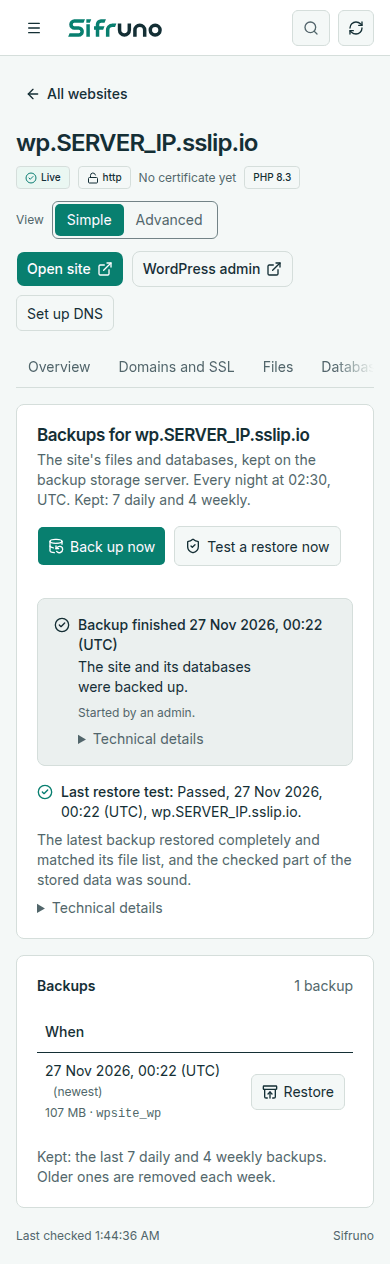 Sifruno
All websites
wp.SERVER_IP.sslip.io
Live
http
No certificate yet
PHP 8.3
View
Simple
Advanced
Open site
WordPress admin
Set up DNS
Overview
Domains and SSL
Files
Databas
Backups for wp.SERVER_IP.sslip.io
The site's files and databases, kept on the
backup storage server. Every night at 02:30,
UTC. Kept: 7 daily and 4 weekly.
Back up now
Test a restore now
Backup finished 27 Nov 2026, 00:22
(UTC)
The site and its databases
were backed up.
Started by an admin.
Technical details
Last restore test: Passed, 27 Nov 2026,
00:22 (UTC), wp.SERVER_IP.sslip.io.
The latest backup restored completely and
matched its file list, and the checked part of the
stored data was sound.
Technical details
Backups
1 backup
When
27 Nov 2026, 00:22 (UTC)
(newest)
107 MB · wpsite_wp
Restore
Kept: the last 7 daily and 4 weekly backups.
Older ones are removed each week.
Last checked 1:44:36 AM
Sifruno